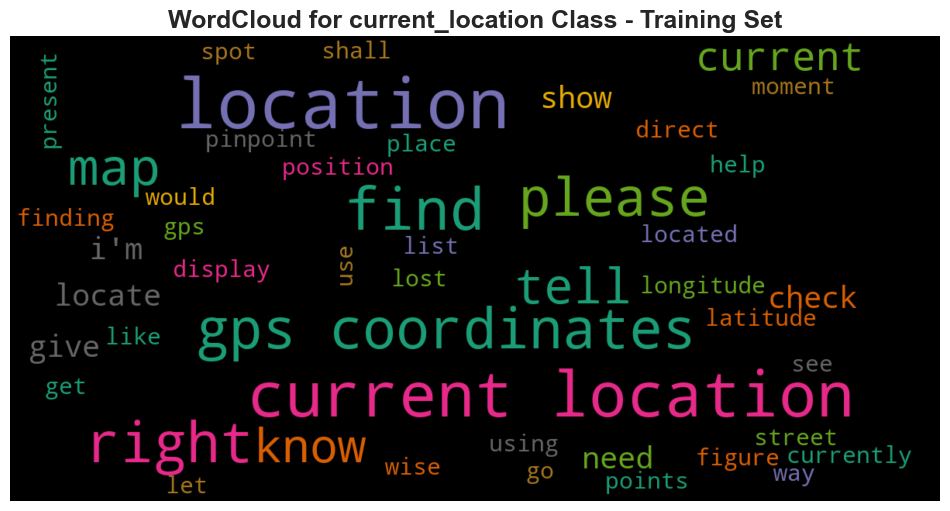 WordCloud for current_location Class - Training Set
spot shall current
present location show moment
pinpoint place direct
map position help
would find please
finding gps list located
i'm display use lost tell longitude check
locate gps coordinates latitude
give like see
get current location
right know using need street
wise go figure currently
let points way